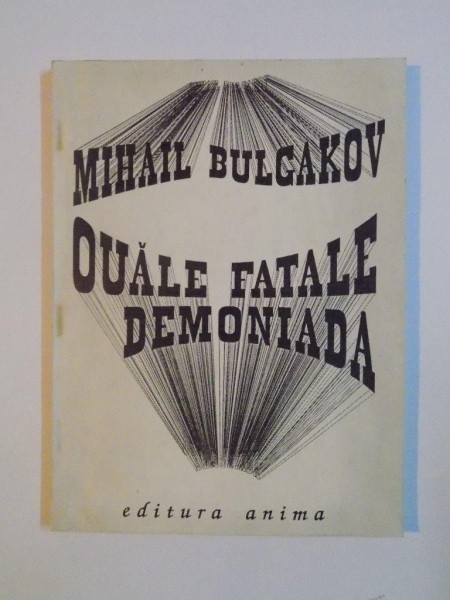 MIHAIL BULGAKOV
OUĂLE FATALE
DEMONIADA
editura anima